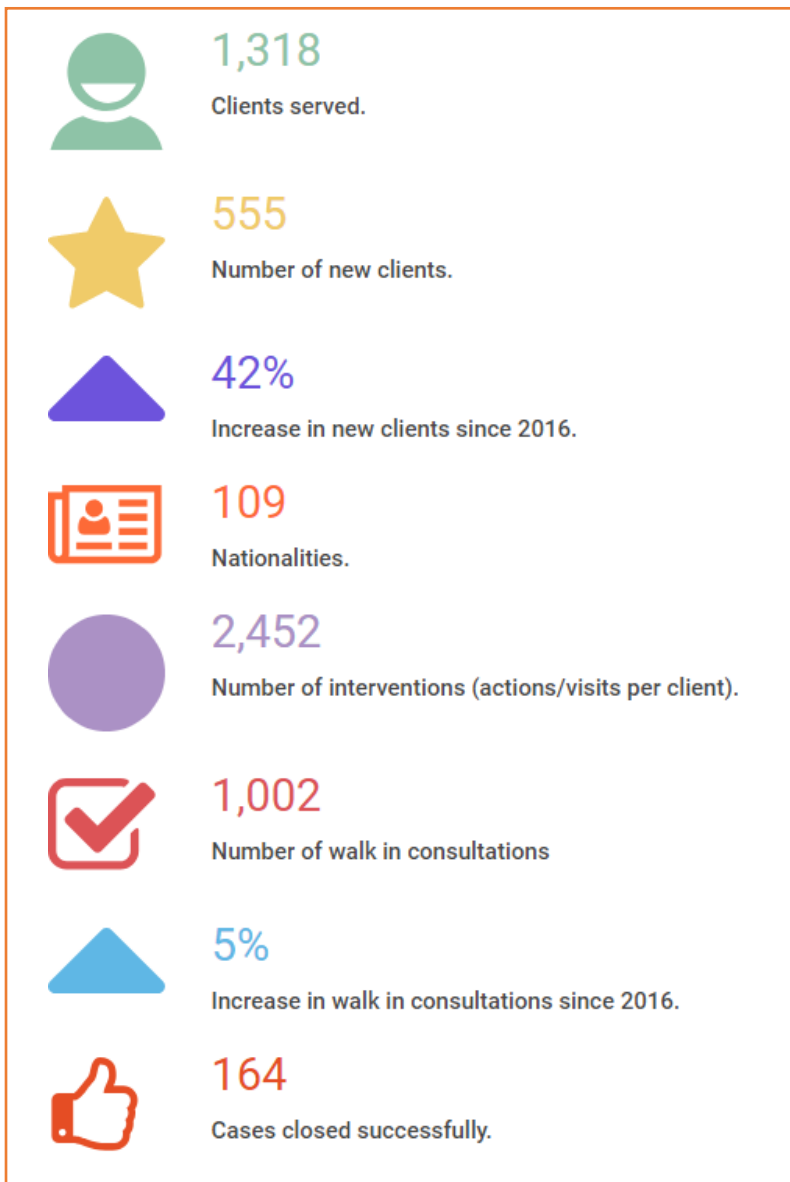 1,318
Clients served.
555
Number of new clients.
42%
Increase in new clients since 2016.
109
Nationalities.
2,452
Number of interventions (actions/visits per client).
1,002
Number of walk in consultations
5%
Increase in walk in consultations since 2016.
164
Cases closed successfully.